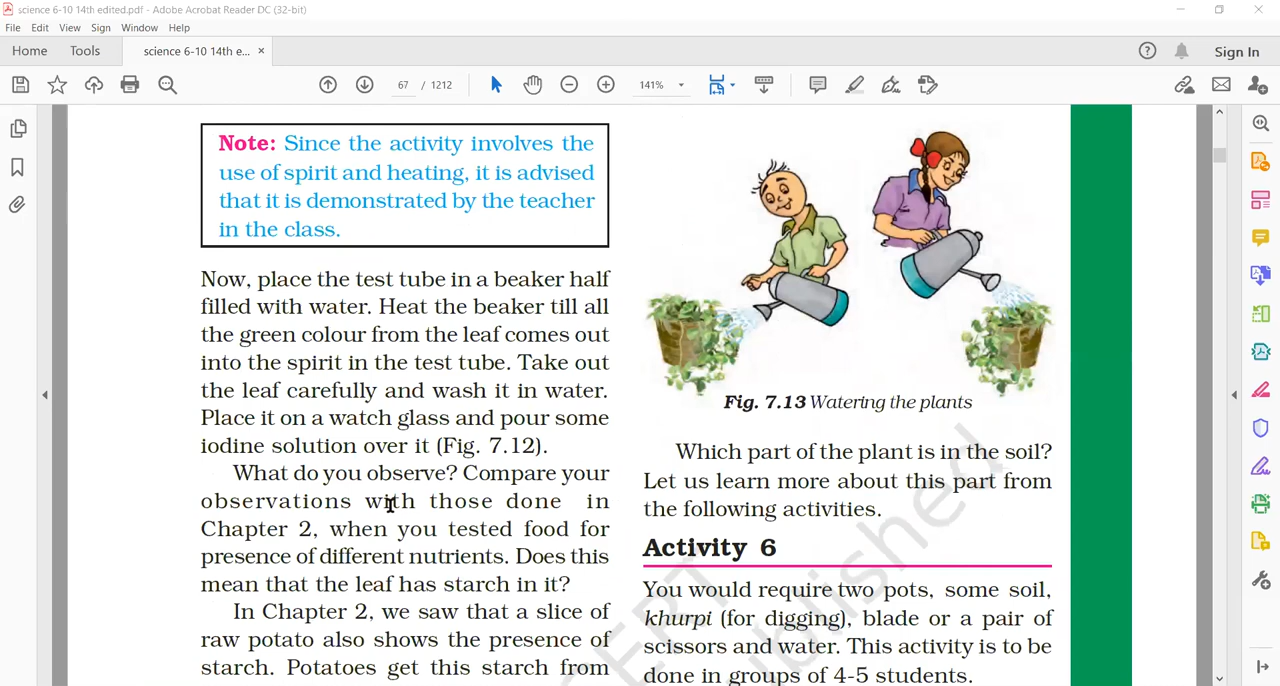 science 6-10 14th edited.pdf - Adobe Acrobat Reader DC (32-bit)
File Edit View Sign Window Help
Home Tools science 6-10 14th e... × Sign In
67 / 1212 141%
Note: Since the activity involves the
use of spirit and heating, it is advised
that it is demonstrated by the teacher
in the class.
Now, place the test tube in a beaker half
filled with water. Heat the beaker till all
the green colour from the leaf comes out
into the spirit in the test tube. Take out
the leaf carefully and wash it in water.
Place it on a watch glass and pour some
iodine solution over it (Fig. 7.12).
What do you observe? Compare your
observations with those done in
Chapter 2, when you tested food for
presence of different nutrients. Does this
mean that the leaf has starch in it?
In Chapter 2, we saw that a slice of
raw potato also shows the presence of
starch. Potatoes get this starch from
Fig. 7.13 Watering the plants
Which part of the plant is in the soil?
Let us learn more about this part from
the following activities.
Activity 6
You would require two pots, some soil,
khurpi (for digging), blade or a pair of
scissors and water. This activity is to be
done in groups of 4-5 students.